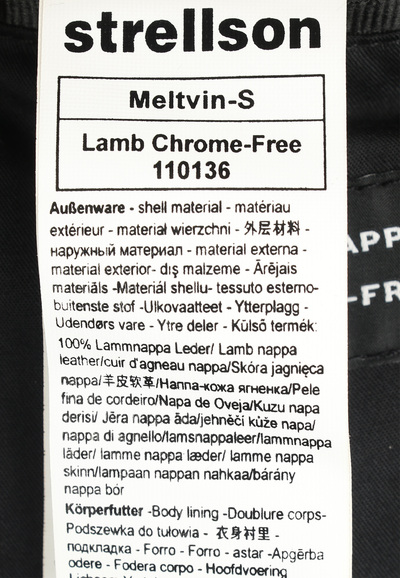 strellson
Meltvin-S
Lamb Chrome-Free
110136
Außenware - shell material - matériau
extérieur - materiał wierzchni - 外层材料 -
наружный материал - material externa -
material exterior- dış malzeme - Ārējais
materiāls -Materiál shellu- tessuto esterno-
buitenste stof -Ulkovaatteet - Ytterplagg -
Udendørs vare - Ytre deler - Külső termék:
100% Lammnappa Leder/ Lamb nappa
leather/cuir d'agneau nappa/Skóra jagnięca
nappa/羊皮软革/Наппа-кожа ягненка/Pele
fina de cordeiro/Napa de Oveja/Kuzu napa
derisi/ Jēra nappa āda/jehněčí kůže napa/
nappa di agnello/lamsnappaleer/lammnappa
läder/ lamme nappa læder/ lamme nappa
skinn/lampaan nappan nahkaa/bárány
nappa bőr
Körperfutter -Body lining -Doublure corps-
Podszewka do tułowia - 衣身衬里 -
подкладка - Forro - Forro - astar -Apģērba
odere - Fodera corpo - Hoofdvoering
APP
-FR